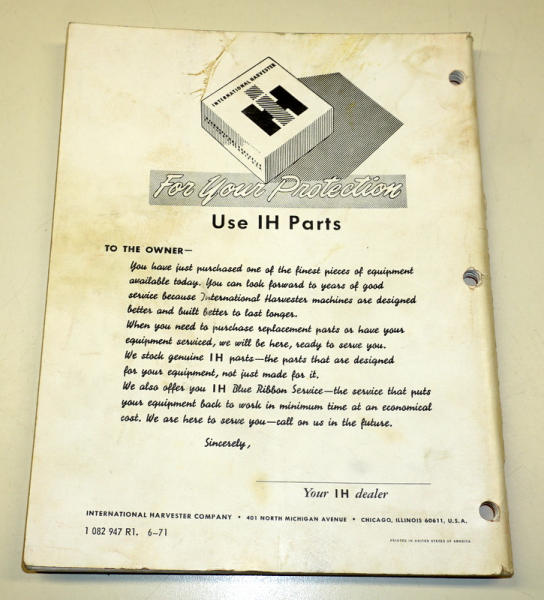 INTERNATIONAL HARVESTER
IH
For Your Protection
Use IH Parts
TO THE OWNER—
You have just purchased one of the finest pieces of equipment
available today. You can look forward to years of good
service because International Harvester machines are designed
better and built better to last longer.
When you need to purchase replacement parts or have your
equipment serviced, we will be here, ready to serve you.
We stock genuine IH parts—the parts that are designed
for your equipment, not just made for it.
We also offer you IH Blue Ribbon Service—the service that puts
your equipment back to work in minimum time at an economical
cost. We are here to serve you—call on us in the future.
Sincerely,
Your IH dealer
INTERNATIONAL HARVESTER COMPANY • 401 NORTH MICHIGAN AVENUE • CHICAGO, ILLINOIS 60611, U.S.A.
1 082 947 R1. 6-71
PRINTED IN UNITED STATES OF AMERICA